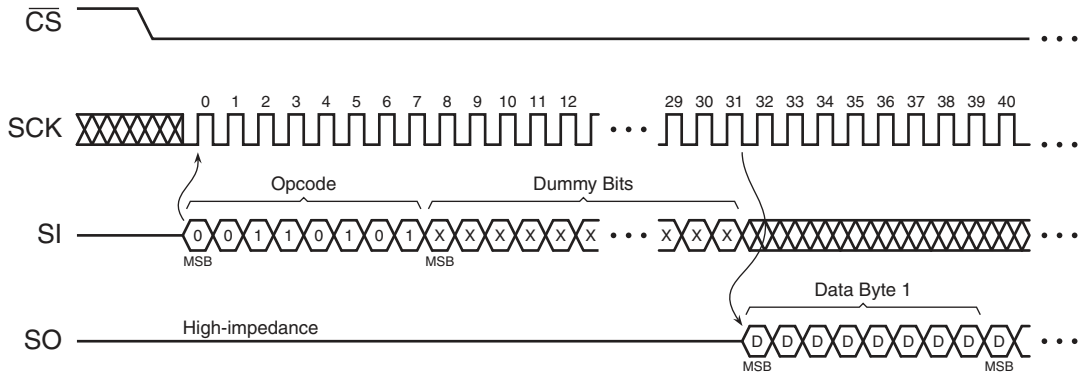 CS
0 1 2 3 4 5 6 7 8 9 10 11 12 29 30 31 32 33 34 35 36 37 38 39 40
SCK • • • • • •
Opcode Dummy Bits
SI 0 0 1 1 0 1 0 1 X X X X X X • • • X X X • • •
MSB MSB
Data Byte 1
High-impedance
SO D D D D D D D D D • • •
MSB MSB